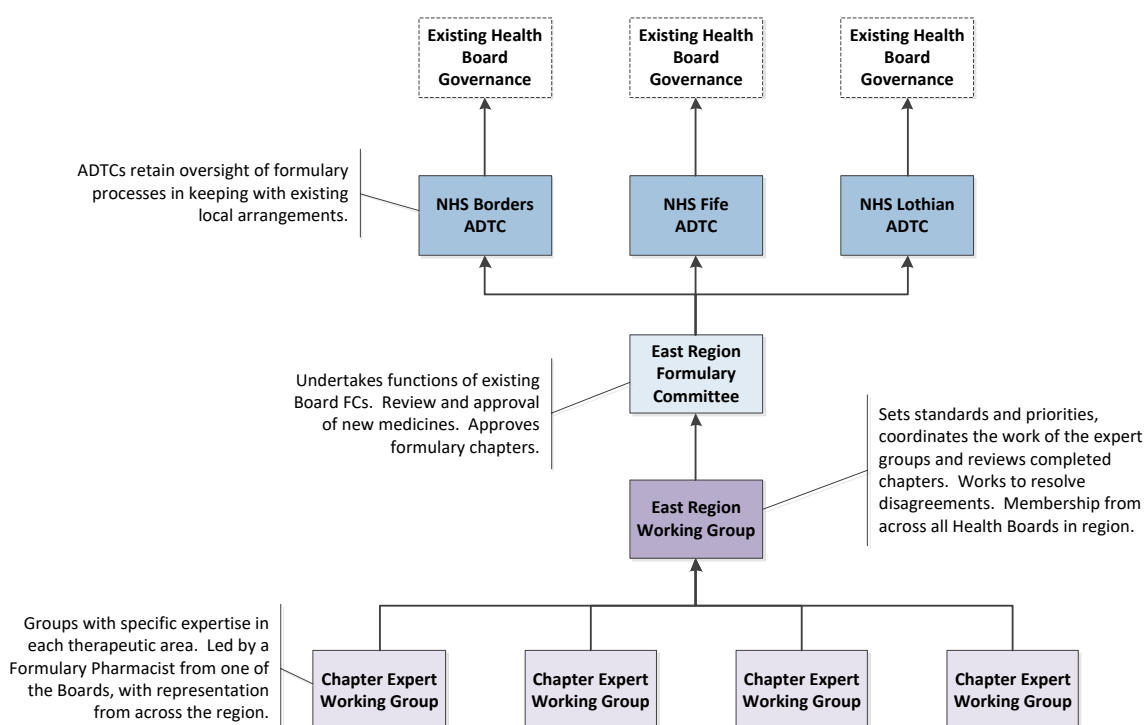 Existing Health
Board
Governance
Existing Health
Board
Governance
Existing Health
Board
Governance
ADTCs retain oversight of formulary
processes in keeping with existing
local arrangements.
NHS Borders
ADTC
NHS Fife
ADTC
NHS Lothian
ADTC
East Region
Formulary
Committee
Undertakes functions of existing
Board FCs.  Review and approval
of new medicines.  Approves
formulary chapters.
Sets standards and priorities,
coordinates the work of the expert
groups and reviews completed
chapters.  Works to resolve
disagreements.  Membership from
across all Health Boards in region.
East Region
Working Group
Groups with specific expertise in
each therapeutic area.  Led by a
Formulary Pharmacist from one of
the Boards, with representation
from across the region.
Chapter Expert
Working Group
Chapter Expert
Working Group
Chapter Expert
Working Group
Chapter Expert
Working Group